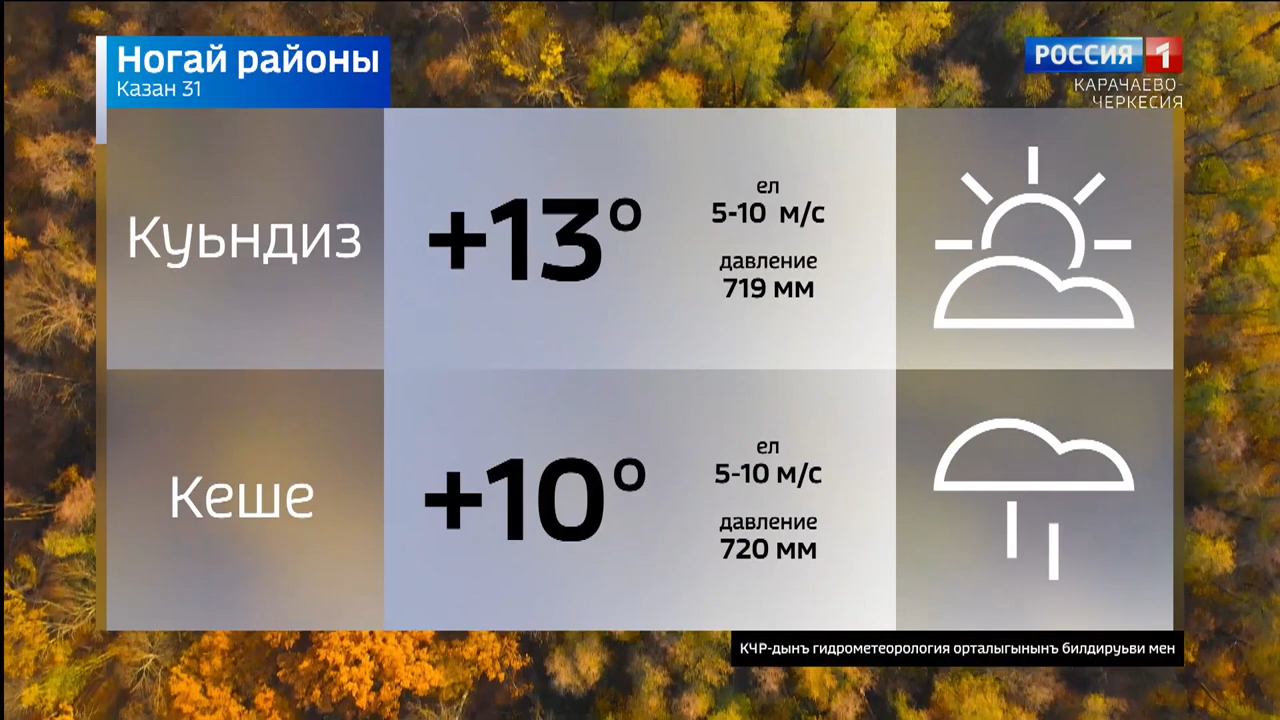 Ногай районы
Казан 31
РОССИЯ 1
КАРАЧАЕВО-
ЧЕРКЕСИЯ
Куьндиз
+13°
ел
5-10 м/с
давление
719 мм
Кеше
+10°
ел
5-10 м/с
давление
720 мм
КЧР-дынъ гидрометеорология орталыгынынъ билдируьви мен